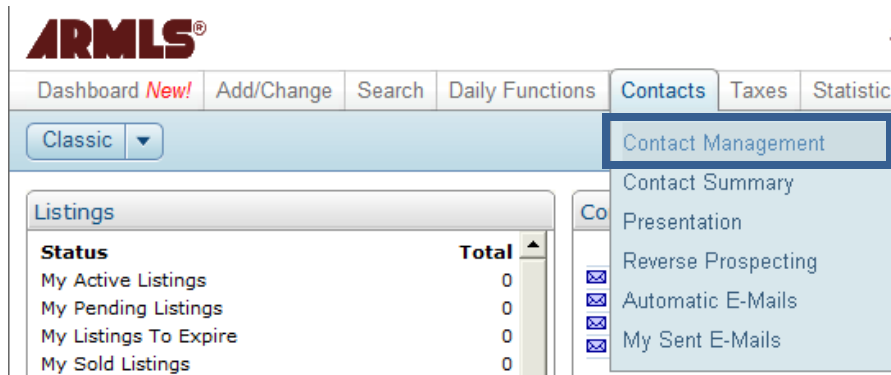 ARMLS®
Dashboard New! Add/Change Search Daily Functions Contacts Taxes Statistic
Classic
Contact Management
Contact Summary
Presentation
Reverse Prospecting
Automatic E-Mails
My Sent E-Mails
Listings
Co
Status Total
My Active Listings 0
My Pending Listings 0
My Listings To Expire 0
My Sold Listings 0